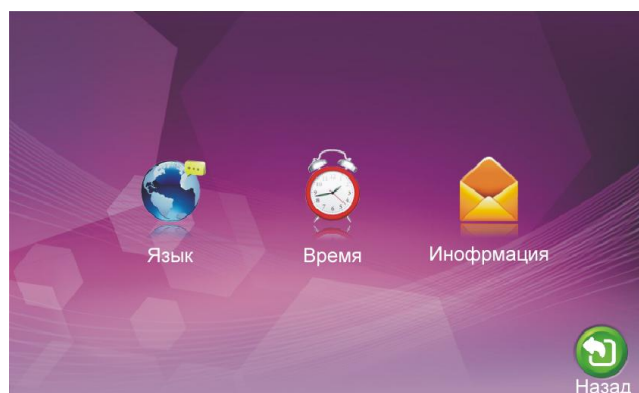 Язык Время Инофрмация
Назад